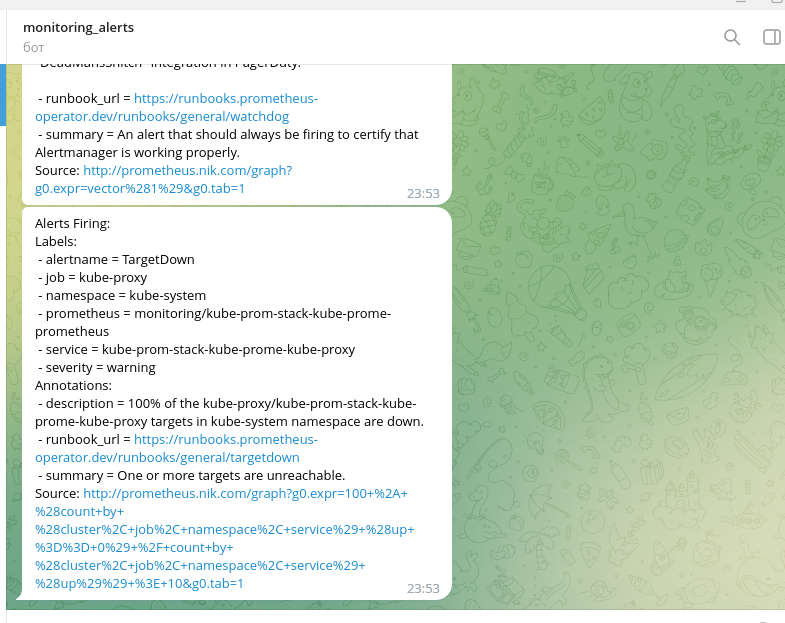 monitoring_alerts
бот
"DeadMansSnitch" integration in PagerDuty.
- runbook_url = https://runbooks.prometheus-
operator.dev/runbooks/general/watchdog
- summary = An alert that should always be firing to certify that
Alertmanager is working properly.
Source: http://prometheus.nik.com/graph?
g0.expr=vector%281%29&g0.tab=1
23:53
Alerts Firing:
Labels:
- alertname = TargetDown
- job = kube-proxy
- namespace = kube-system
- prometheus = monitoring/kube-prom-stack-kube-prome-
prometheus
- service = kube-prom-stack-kube-prome-kube-proxy
- severity = warning
Annotations:
- description = 100% of the kube-proxy/kube-prom-stack-kube-
prome-kube-proxy targets in kube-system namespace are down.
- runbook_url = https://runbooks.prometheus-
operator.dev/runbooks/general/targetdown
- summary = One or more targets are unreachable.
Source: http://prometheus.nik.com/graph?g0.expr=100+%2A+
%28count+by+
%28cluster%2C+job%2C+namespace%2C+service%29+%28up+
%3D%3D+0%29+%2F+count+by+
%28cluster%2C+job%2C+namespace%2C+service%29+
%28up%29%29+%3E+10&g0.tab=1
23:53